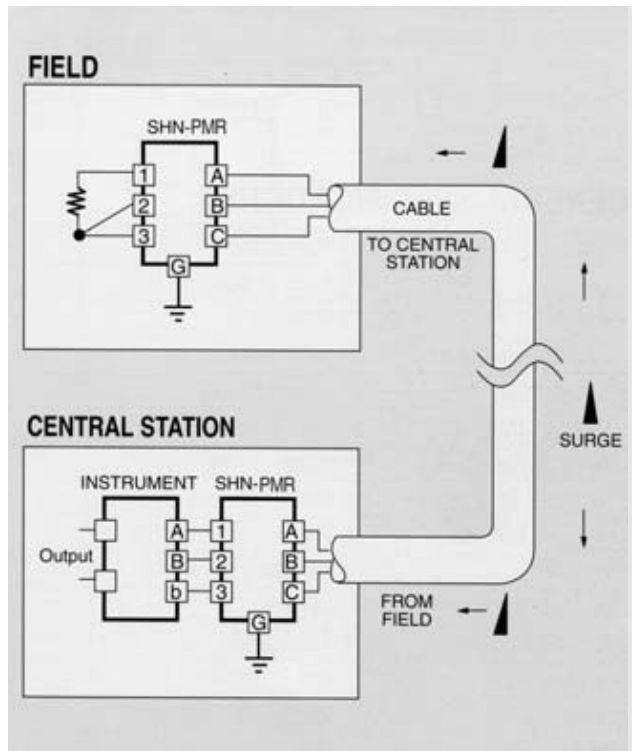 FIELD
SHN-PMR
1
A
2
B
3
C
G
CABLE
TO CENTRAL
STATION
SURGE
CENTRAL STATION
INSTRUMENT
SHN-PMR
A
1
A
Output
B
2
B
b
3
C
G
FROM
FIELD